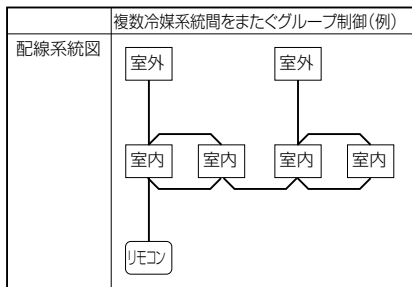 複数冷媒系統間をまたぐグループ制御(例)
配線系統図
室外 室外
室内 室内 室内 室内
リモコン